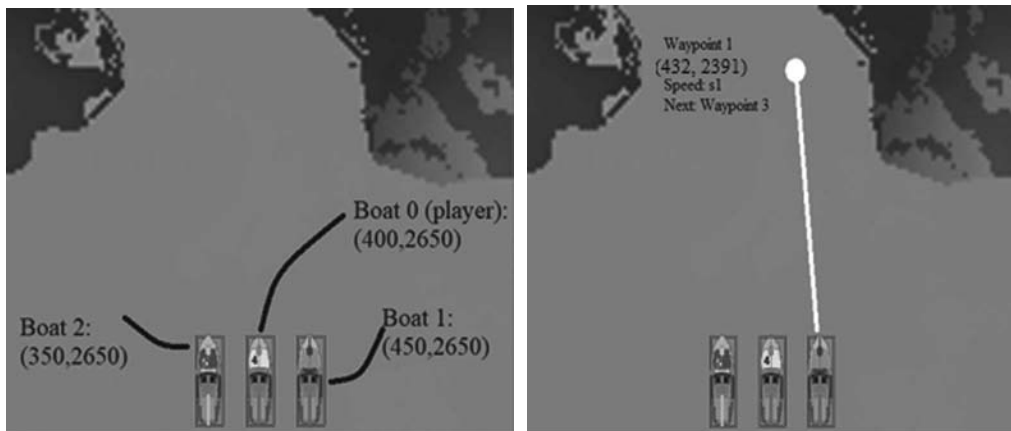 Boat 0 (player):
(400,2650)
Boat 2:
(350,2650)
Boat 1:
(450,2650)
Waypoint 1
(432, 2391)
Speed: s1
Next: Waypoint 3